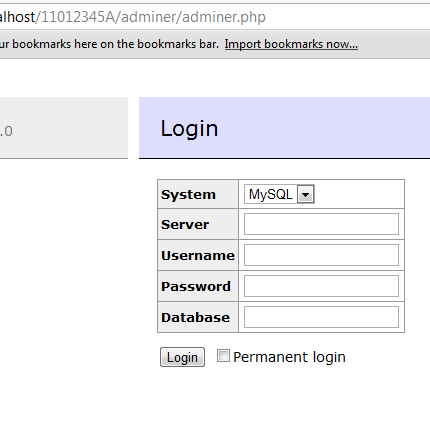 alhost/11012345A/adminer/adminer.php
ur bookmarks here on the bookmarks bar. Import bookmarks now...
.0
Login
System MySQL
Server
Username
Password
Database
Login Permanent login